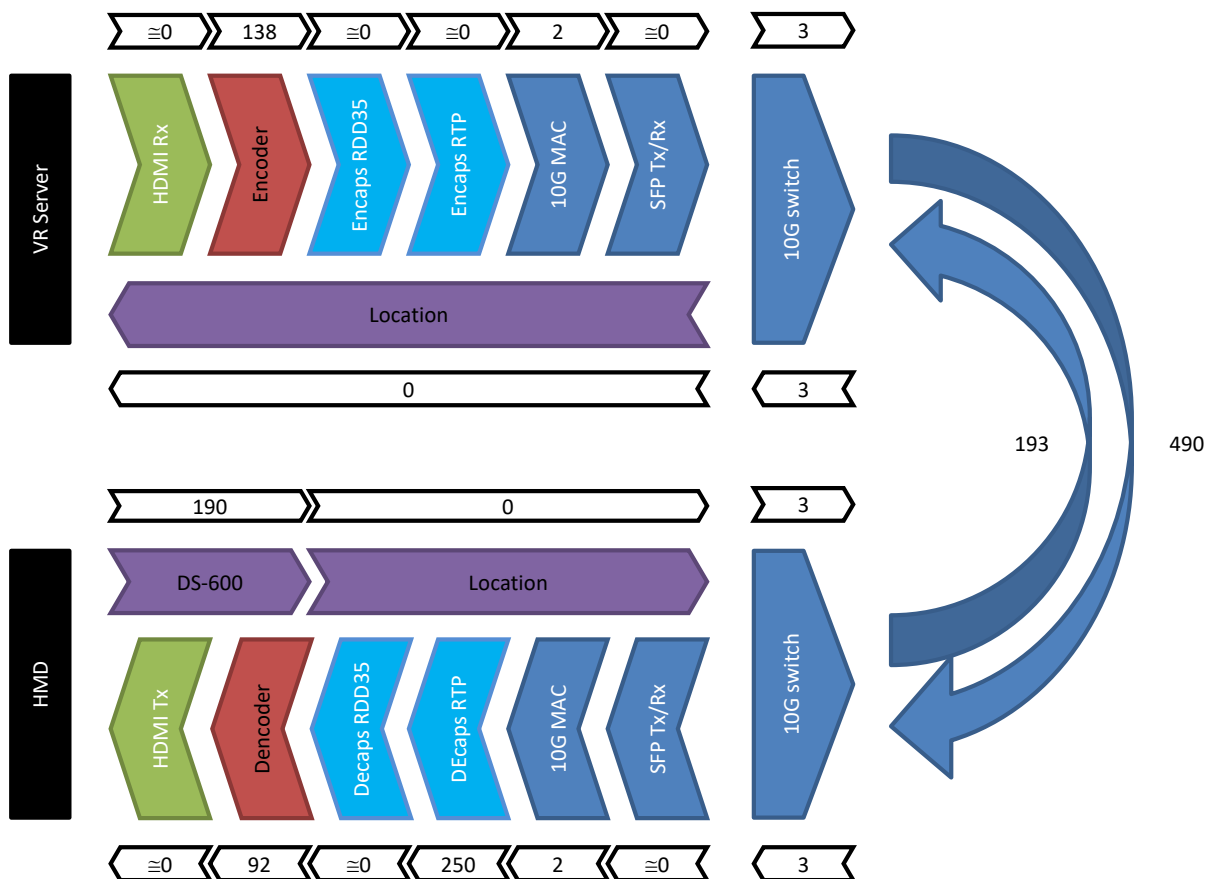 ≅0 138 ≅0 ≅0 2 ≅0 3
VR Server
HDMI Rx
Encoder
Encaps RDD35
Encaps RTP
10G MAC
SFP Tx/Rx
10G switch
Location
0 3
193 490
190 0 3
HMD
DS-600 Location
HDMI Tx
Dencoder
Decaps RDD35
DEcaps RTP
10G MAC
SFP Tx/Rx
10G switch
≅0 92 ≅0 250 2 ≅0 3